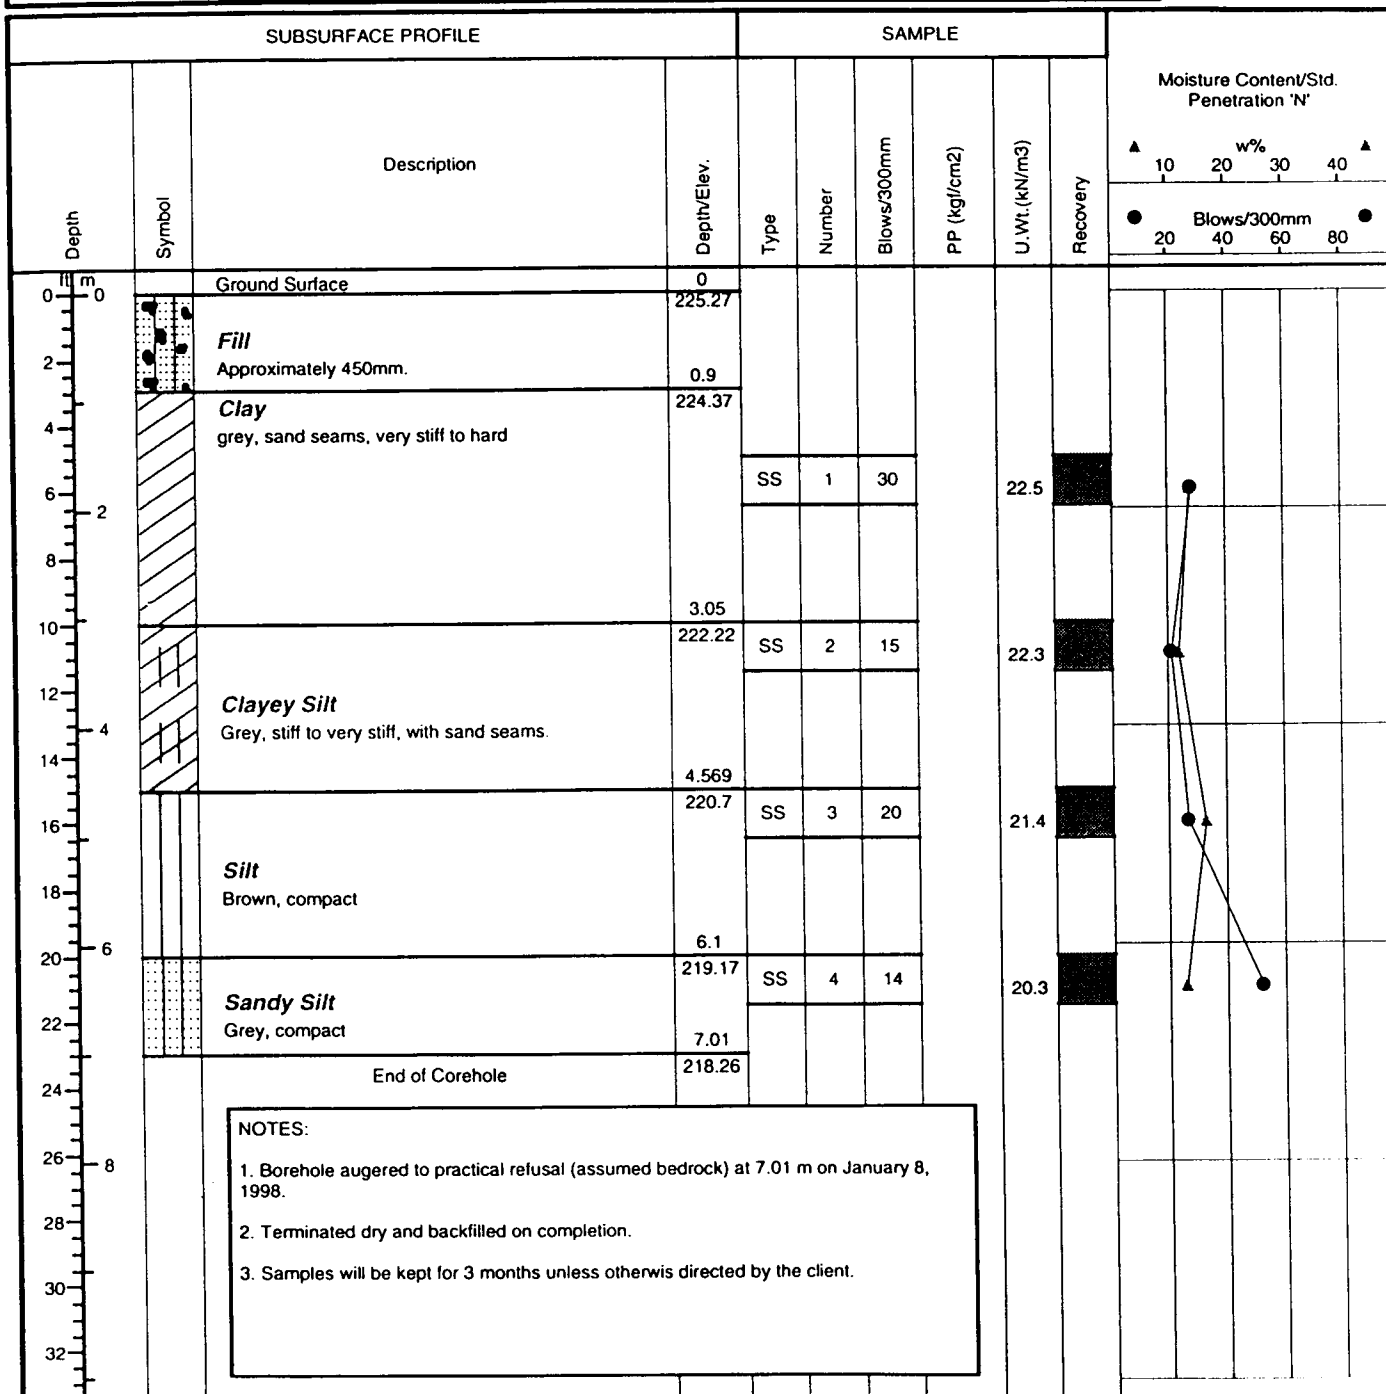 SUBSURFACE PROFILE
SAMPLE
Depth
Symbol
Description
Depth/Elev.
Type
Number
Blows/300mm
PP (kgf/cm2)
U.Wt.(kN/m3)
Recovery
Moisture Content/Std.
Penetration 'N'
▲ w% ▲
10 20 30 40
● Blows/300mm ●
20 40 60 80
ft m
0 0
Ground Surface
0
225.27
Fill
Approximately 450mm.
2
0.9
224.37
Clay
grey, sand seams, very stiff to hard
4
SS 1 30 22.5
6
2
8
3.05
10
222.22
SS 2 15 22.3
12
Clayey Silt
Grey, stiff to very stiff, with sand seams.
4
14
4.569
220.7
SS 3 20 21.4
16
Silt
Brown, compact
18
6.1
6
20
219.17
SS 4 14 20.3
Sandy Silt
Grey, compact
22
7.01
218.26
End of Corehole
24
NOTES:
26
8
1. Borehole augered to practical refusal (assumed bedrock) at 7.01 m on January 8,
1998.
28
2. Terminated dry and backfilled on completion.
3. Samples will be kept for 3 months unless otherwis directed by the client.
30
32